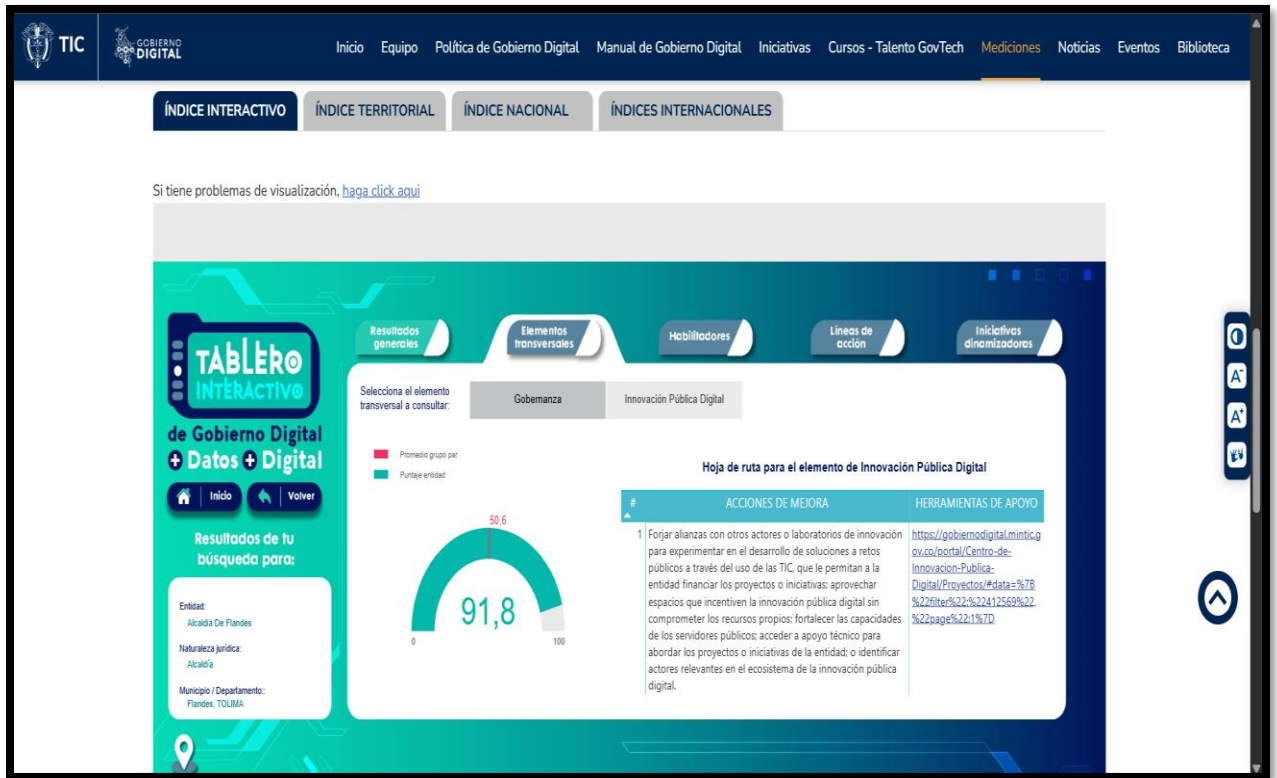 TIC
GOBIERNO
DIGITAL
Inicio Equipo Política de Gobierno Digital Manual de Gobierno Digital Iniciativas Cursos - Talento GovTech Mediciones Noticias Eventos Biblioteca
ÍNDICE INTERACTIVO ÍNDICE TERRITORIAL ÍNDICE NACIONAL ÍNDICES INTERNACIONALES
Si tiene problemas de visualización, haga click aqui
TABLERO
INTERACTIVO
de Gobierno Digital
+ Datos + Digital
Inicio Volver
Resultados de tu
búsqueda para:
Entidad:
Alcaldia De Flandes
Naturaleza jurídica:
Alcaldía
Municipio / Departamento::
Flandes, TOLIMA
Resultados
generales
Elementos
transversales
Habilitadores
Líneas de
acción
Iniciativas
dinamizadoras
Selecciona el elemento
transversal a consultar:
Gobernanza
Innovación Pública Digital
Promedio grupo par
Puntaje entidad
50,6
91,8
0 100
Hoja de ruta para el elemento de Innovación Pública Digital
# ACCIONES DE MEJORA HERRAMIENTAS DE APOYO
1 Forjar alianzas con otros actores o laboratorios de innovación
para experimentar en el desarrollo de soluciones a retos
públicos a través del uso de las TIC, que le permitan a la
entidad financiar los proyectos o iniciativas; aprovechar
espacios que incentiven la innovación pública digital sin
comprometer los recursos propios; fortalecer las capacidades
de los servidores públicos; acceder a apoyo técnico para
abordar los proyectos o iniciativas de la entidad; o identificar
actores relevantes en el ecosistema de la innovación pública
digital.
https://gobiernodigital.mintic.g
ov.co/portal/Centro-de-
Innovacion-Publica-
Digital/Proyectos/#data=%7B
%22filter%22:%22412569%22,
%22page%22:1%7D
A-
A+